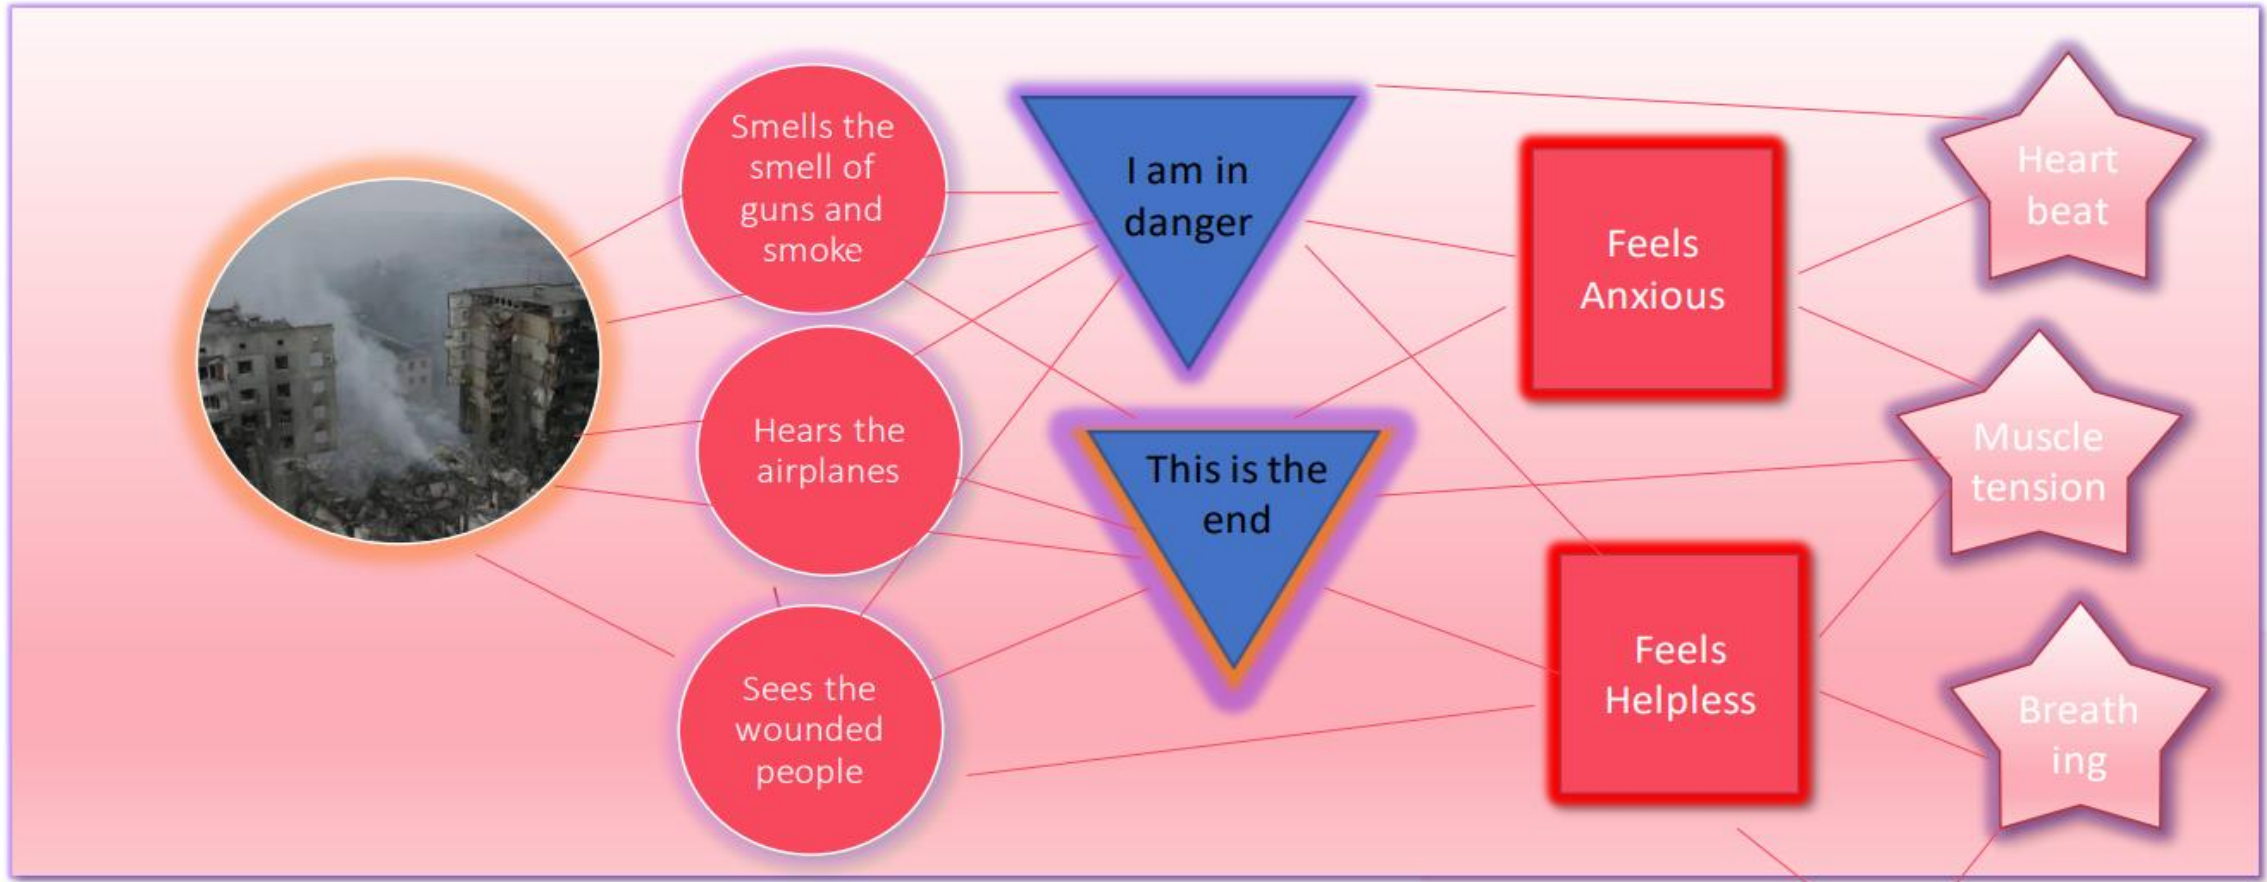 Smells the
smell of
guns and
smoke
Hears the
airplanes
Sees the
wounded
people
I am in
danger
This is the
end
Feels
Anxious
Feels
Helpless
Heart
beat
Muscle
tension
Breath
ing